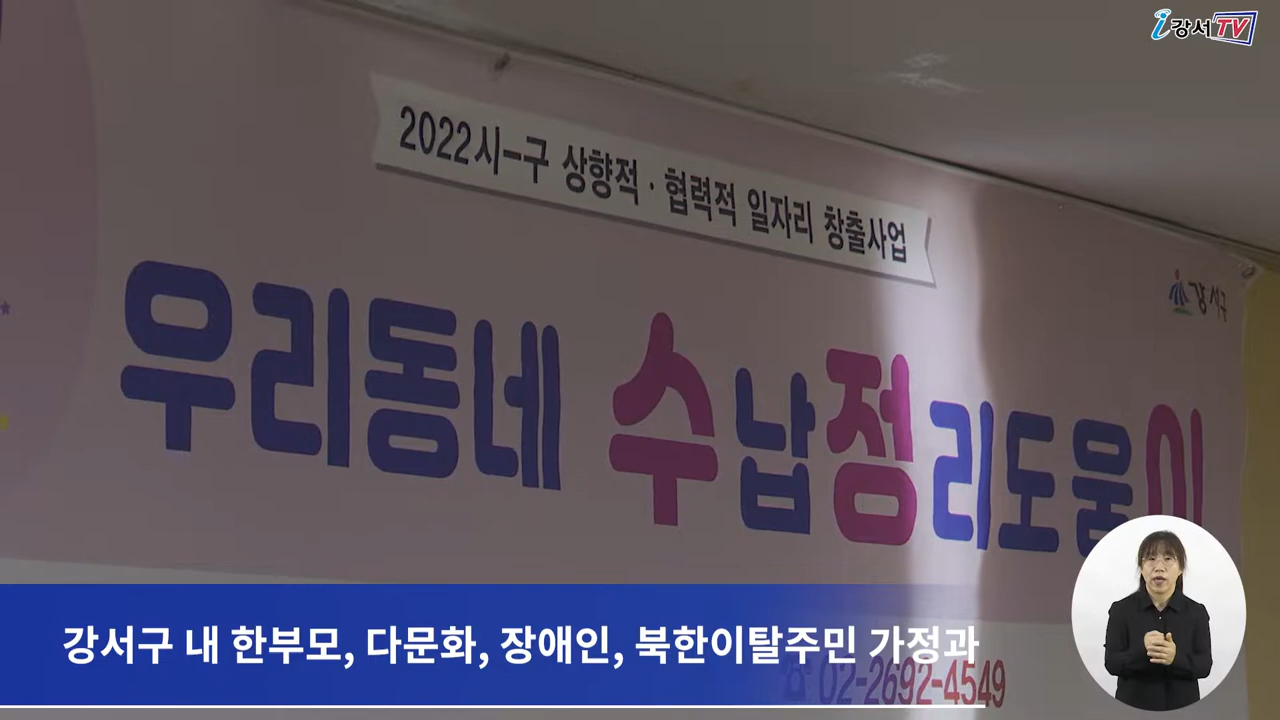 i강서TV
2022시-구 상향적·협력적 일자리 창출사업
강서구
우리동네 수납정리도움이
강서구 내 한부모, 다문화, 장애인, 북한이탈주민 가정과
☎ 02-2692-4549